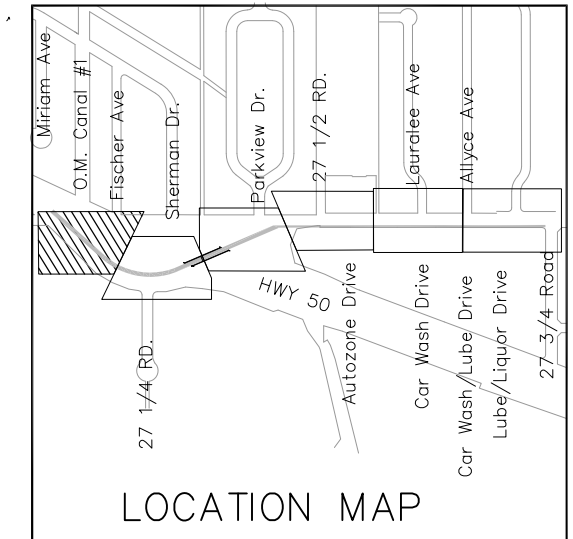 Miriam Ave
O.M. Canal #1
Fischer Ave
Sherman Dr.
Parkview Dr.
27 1/2 RD.
Lauralee Ave
Allyce Ave
HWY 50
27 1/4 RD.
Autozone Drive
Car Wash Drive
Car Wash/Lube Drive
Lube/Liquor Drive
27 3/4 Road
LOCATION MAP